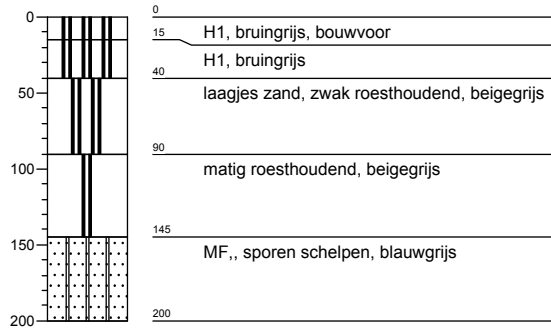 0
0
15
H1, bruingrijs, bouwvoor
H1, bruingrijs
40
50
laagjes zand, zwak roesthoudend, beigegrijs
90
100
matig roesthoudend, beigegrijs
145
150
MF,, sporen schelpen, blauwgrijs
200
200